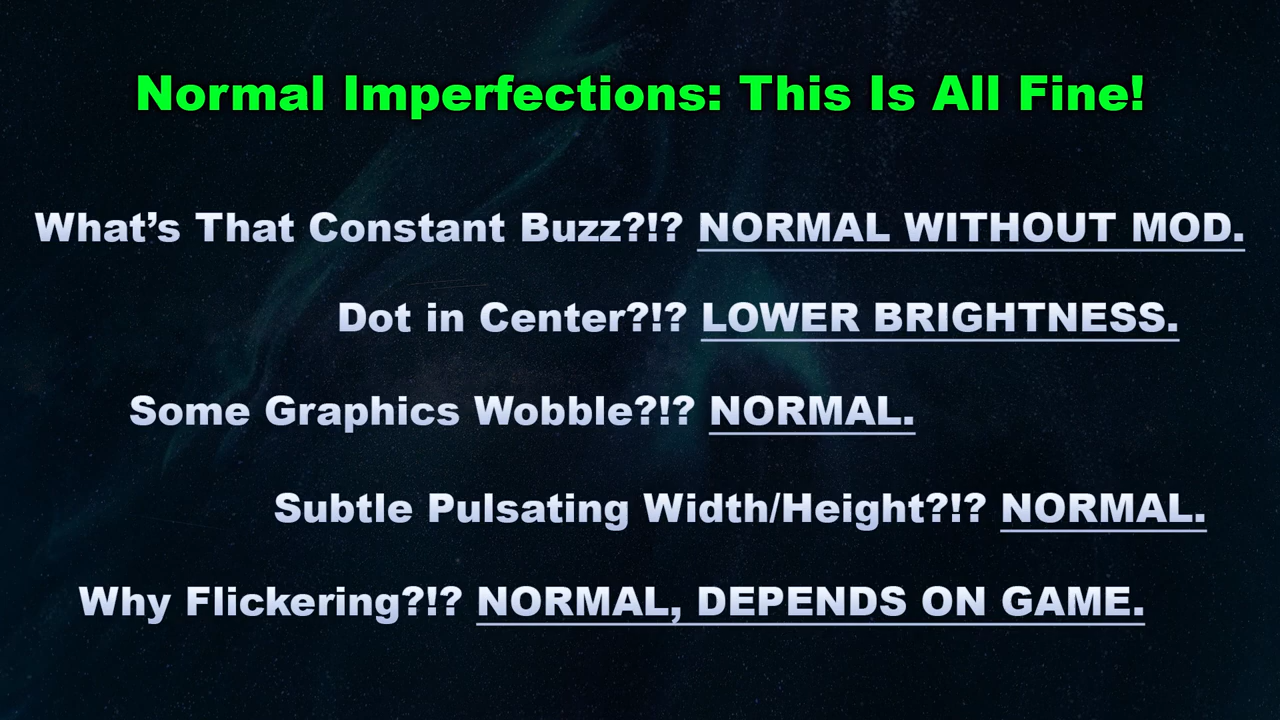 Normal Imperfections: This Is All Fine!
What’s That Constant Buzz?!? NORMAL WITHOUT MOD.
Dot in Center?!? LOWER BRIGHTNESS.
Some Graphics Wobble?!? NORMAL.
Subtle Pulsating Width/Height?!? NORMAL.
Why Flickering?!? NORMAL, DEPENDS ON GAME.